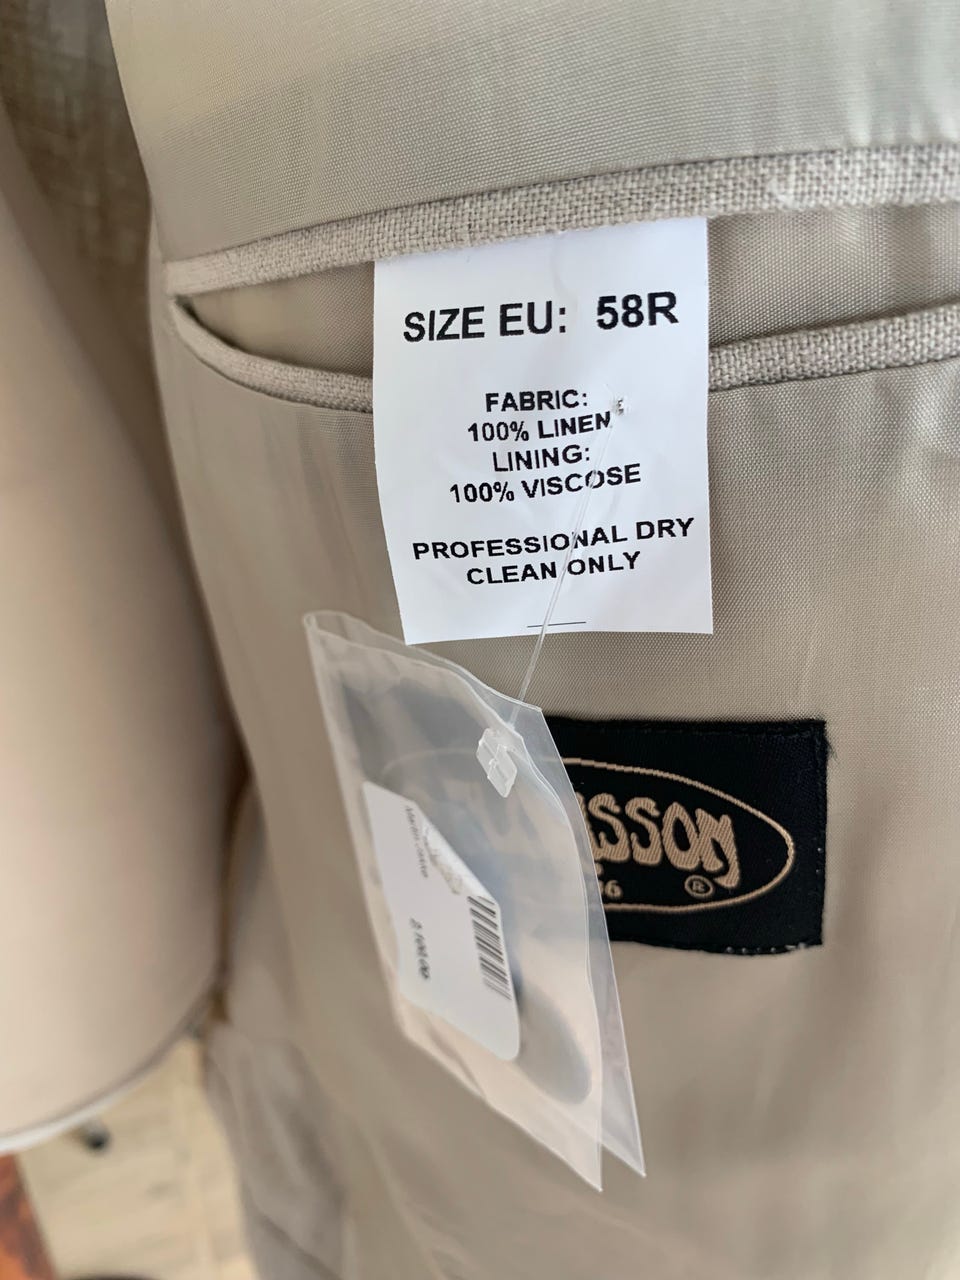 SIZE EU: 58R
FABRIC:
100% LINEN
LINING:
100% VISCOSE
PROFESSIONAL DRY
CLEAN ONLY
®